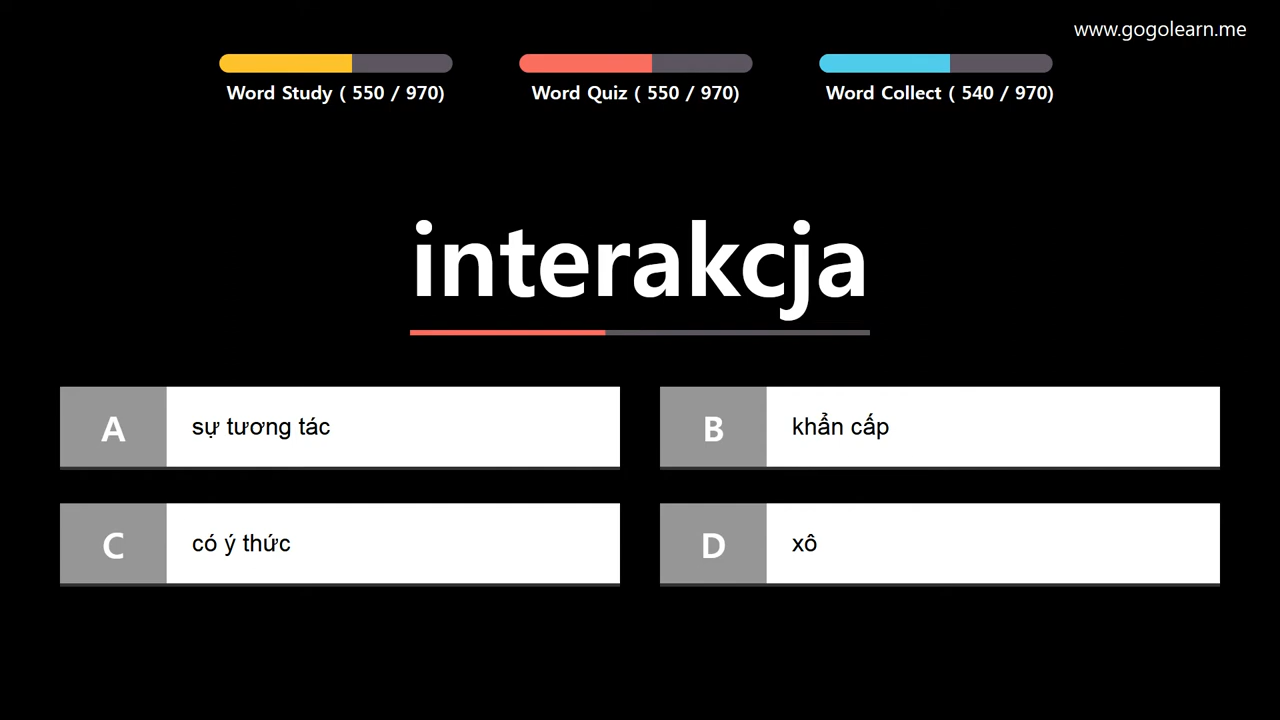 www.gogolearn.me
Word Study ( 550 / 970)
Word Quiz ( 550 / 970)
Word Collect ( 540 / 970)
interakcja
A sự tương tác
B khẩn cấp
C có ý thức
D xô